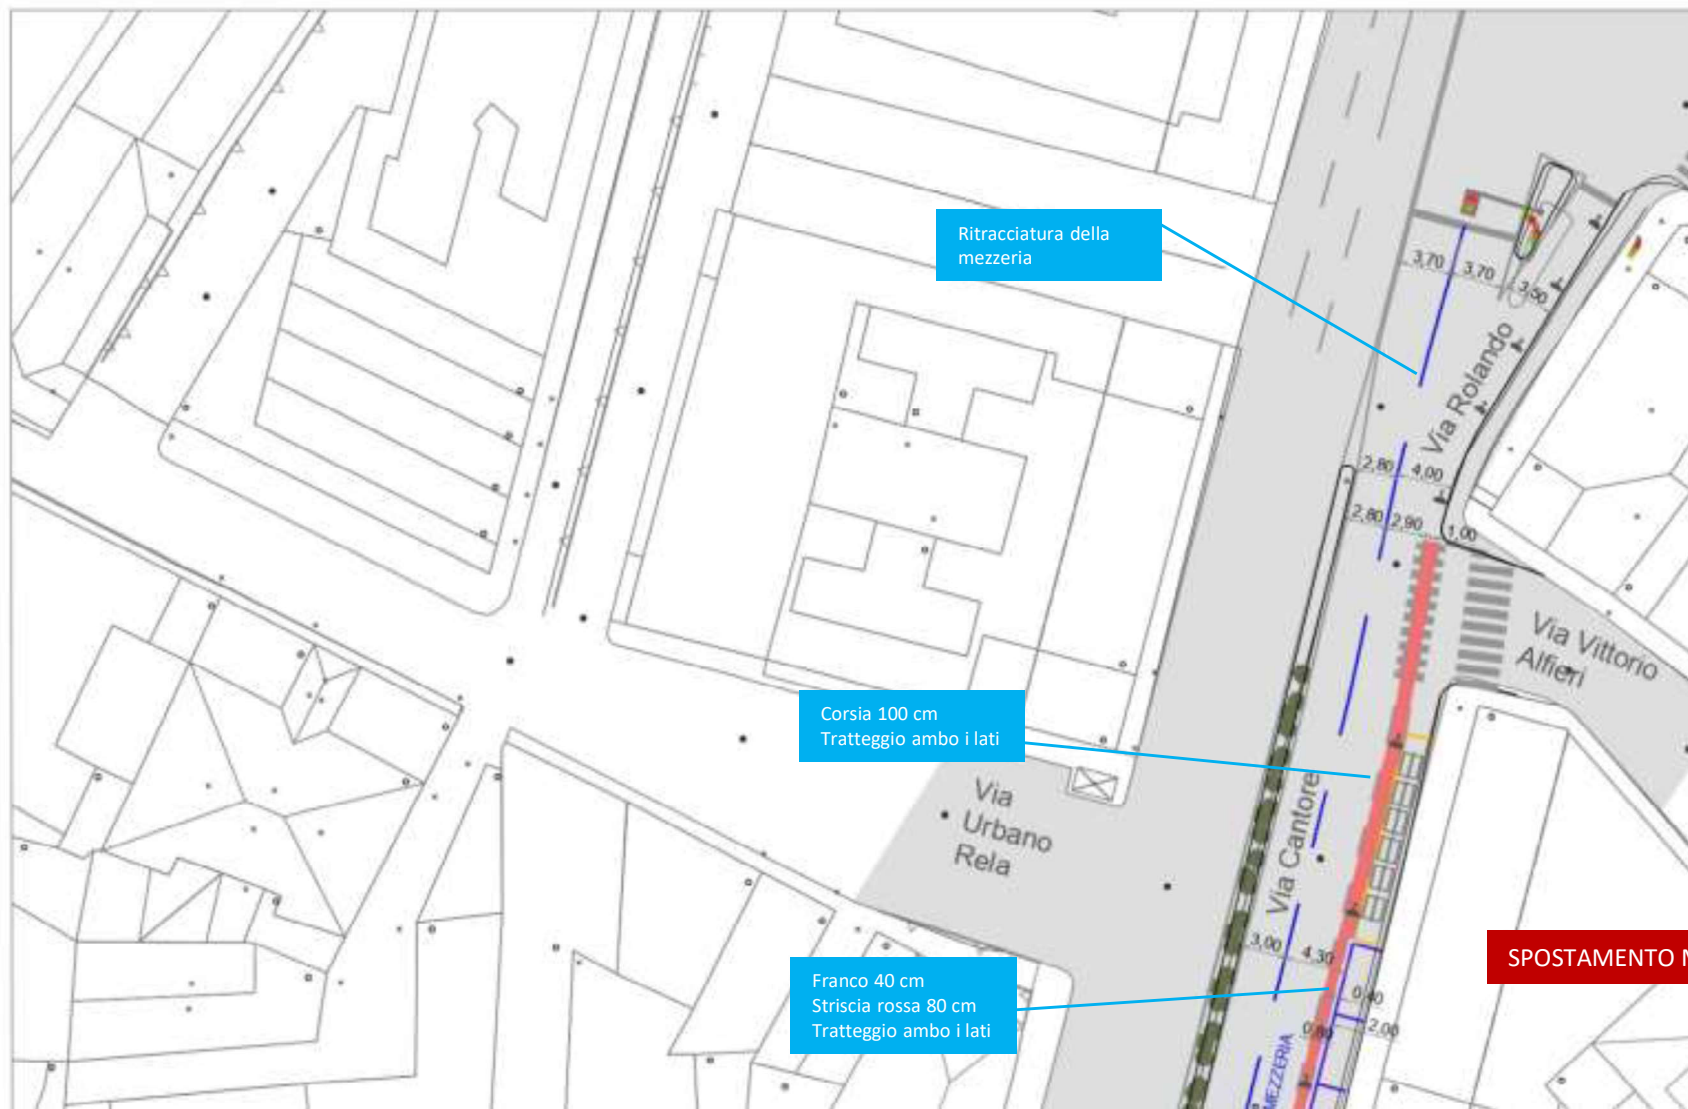 Ritracciatura della
mezzeria
3,70
3,70
3,50
Via Rolando
2,80
4,00
2,80
2,90
1,00
Via Vittorio
Alfieri
Corsia 100 cm
Tratteggio ambo i lati
Via
Urbano
Rela
Via Cantore
3,00
4,30
SPOSTAMENTO
Franco 40 cm
Striscia rossa 80 cm
Tratteggio ambo i lati
0,40
0,80
2,00
MEZZERIA